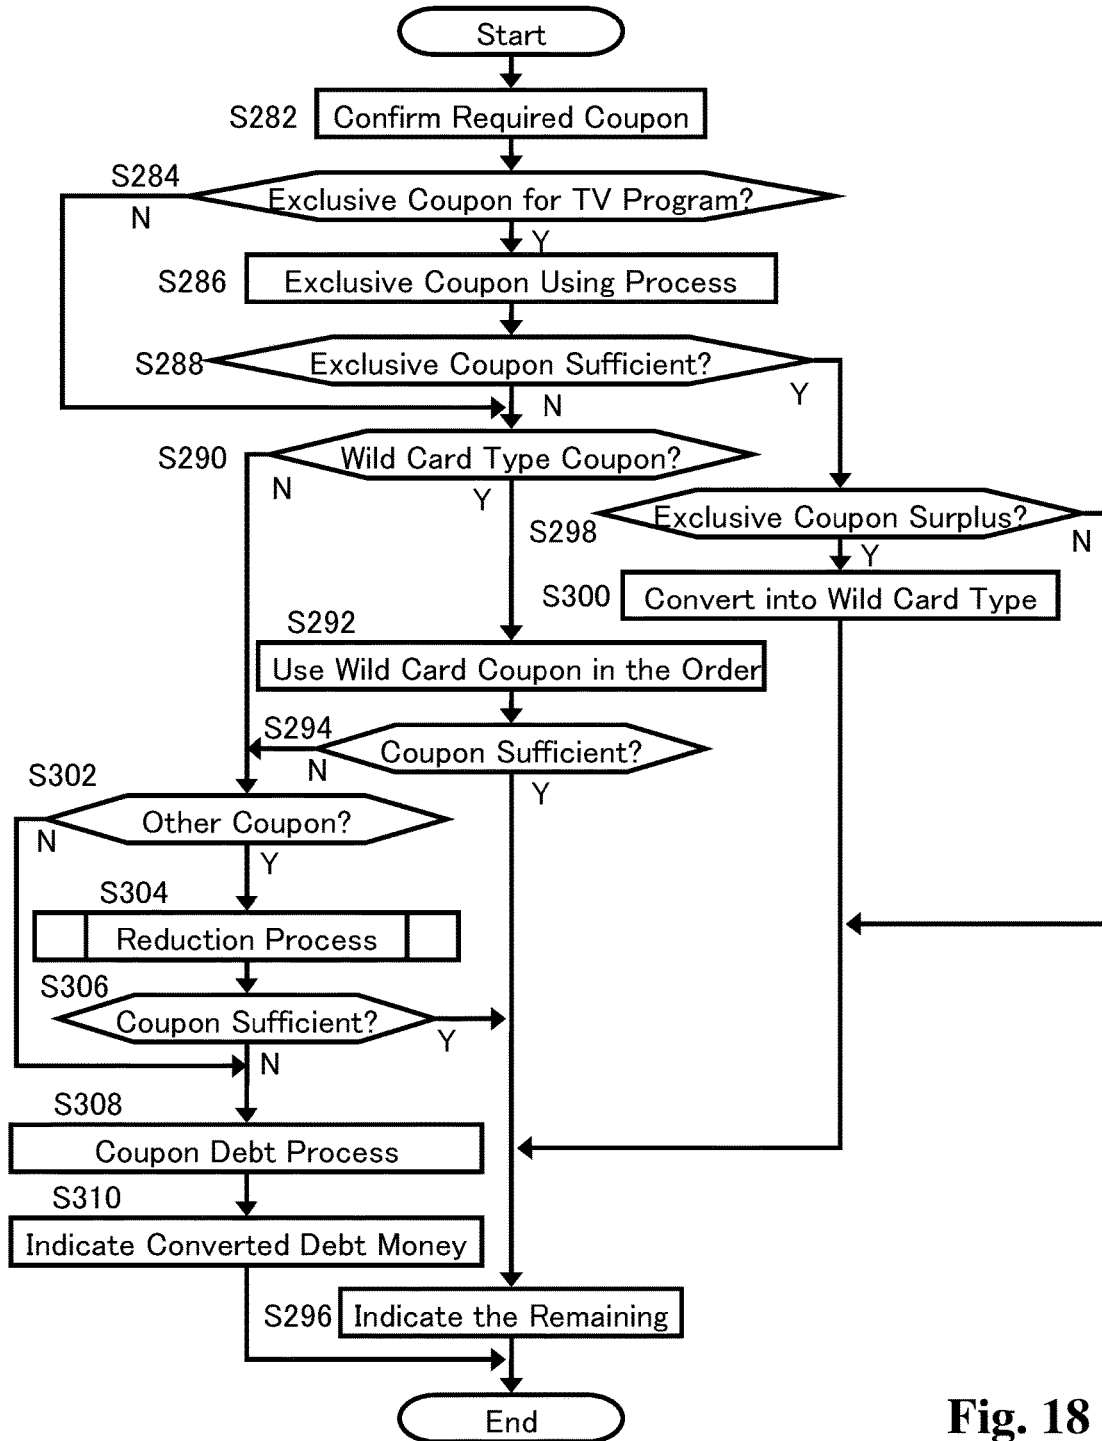 Start
S282
Confirm Required Coupon
S284
Exclusive Coupon for TV Program?
N
Y
S286
Exclusive Coupon Using Process
S288
Exclusive Coupon Sufficient?
N
Y
S290
Wild Card Type Coupon?
N
Y
S298
Exclusive Coupon Surplus?
N
Y
S300
Convert into Wild Card Type
S292
Use Wild Card Coupon in the Order
S294
Coupon Sufficient?
N
Y
S302
Other Coupon?
N
Y
S304
Reduction Process
S306
Coupon Sufficient?
Y
N
S308
Coupon Debt Process
S310
Indicate Converted Debt Money
S296
Indicate the Remaining
End
Fig. 18